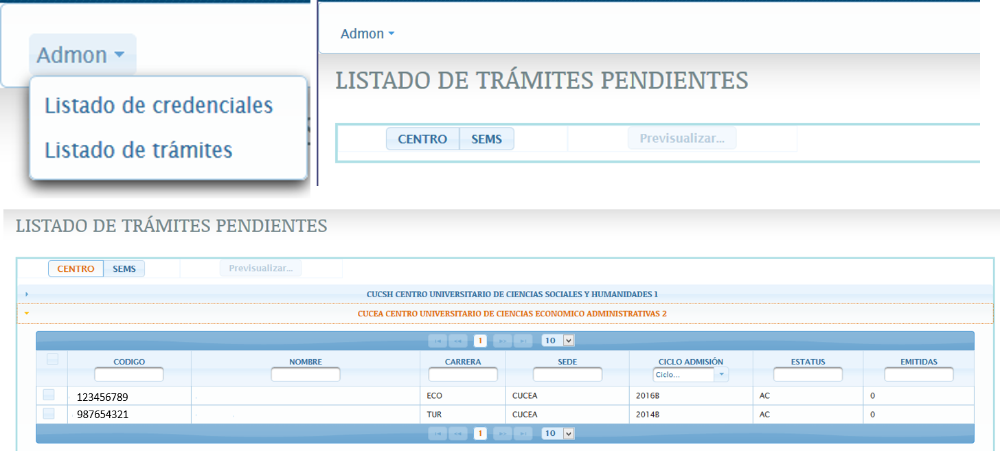 Admon
Listado de credenciales
Listado de trámites
Admon
LISTADO DE TRÁMITES PENDIENTES
CENTRO SEMS Previsualizar...
LISTADO DE TRÁMITES PENDIENTES
CENTRO SEMS Previsualizar...
CUCSH CENTRO UNIVERSITARIO DE CIENCIAS SOCIALES Y HUMANIDADES 1
CUCEA CENTRO UNIVERSITARIO DE CIENCIAS ECONOMICO ADMINISTRATIVAS 2
1 10
CODIGO NOMBRE CARRERA SEDE CICLO ADMISIÓN ESTATUS EMITIDAS
Ciclo...
123456789 ECO CUCEA 2016B AC 0
987654321 TUR CUCEA 2014B AC 0
1 10